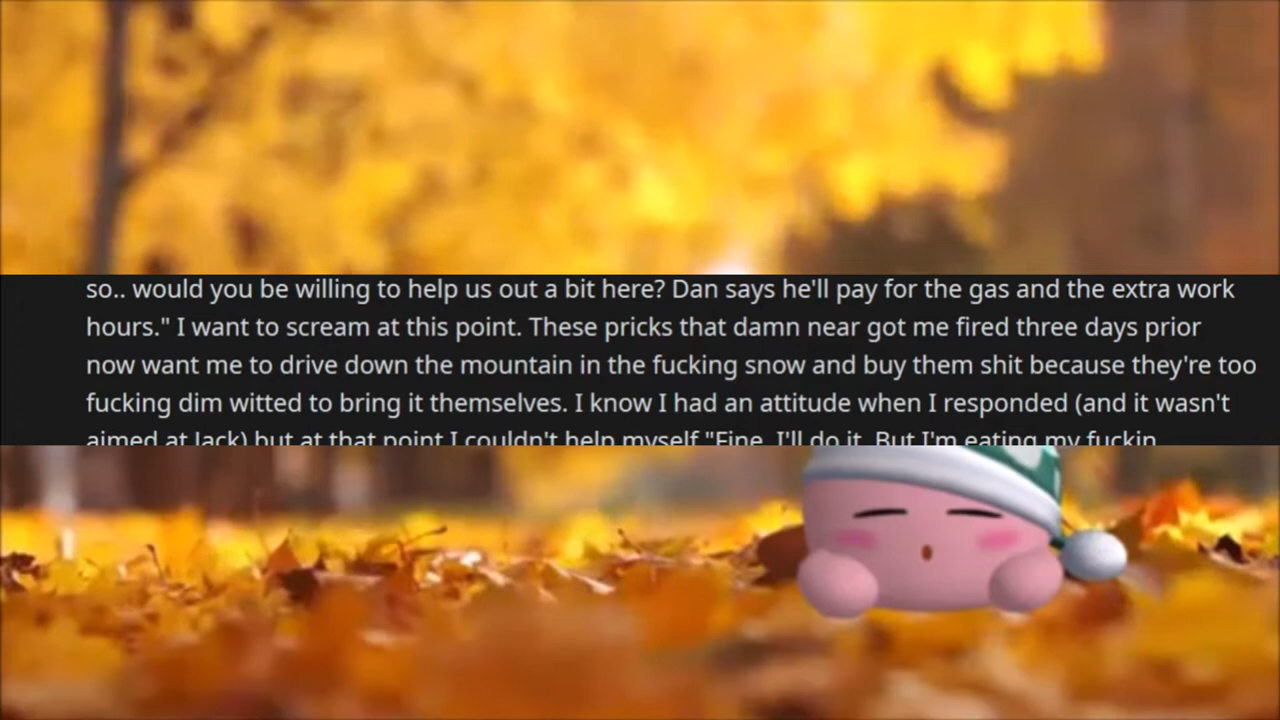 so.. would you be willing to help us out a bit here? Dan says he'll pay for the gas and the extra work
hours." I want to scream at this point. These pricks that damn near got me fired three days prior
now want me to drive down the mountain in the fucking snow and buy them shit because they're too
fucking dim witted to bring it themselves. I know I had an attitude when I responded (and it wasn't
aimed at Jack) but at that point I couldn't help myself "Fine, I'll do it. But I'm eating my fuckin